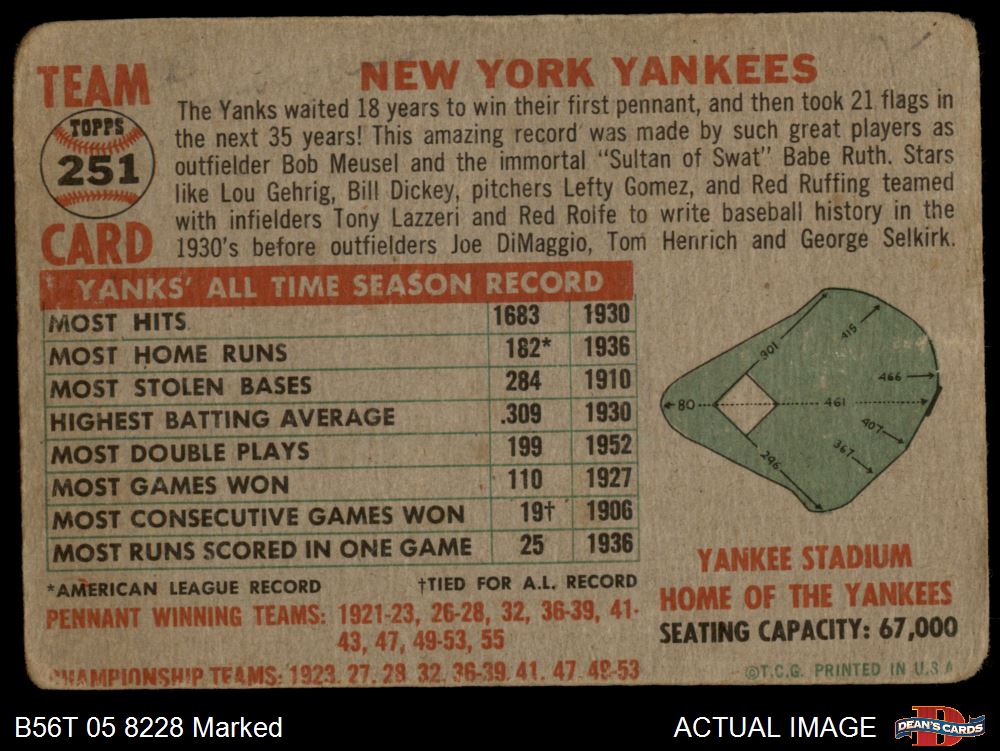 TEAM
TOPPS
251
CARD
NEW YORK YANKEES
The Yanks waited 18 years to win their first pennant, and then took 21 flags in
the next 35 years! This amazing record was made by such great players as
outfielder Bob Meusel and the immortal "Sultan of Swat" Babe Ruth. Stars
like Lou Gehrig, Bill Dickey, pitchers Lefty Gomez, and Red Ruffing teamed
with infielders Tony Lazzeri and Red Rolfe to write baseball history in the
1930's before outfielders Joe DiMaggio, Tom Henrich and George Selkirk.
YANKS' ALL TIME SEASON RECORD
MOST HITS 1683 1930
MOST HOME RUNS 182* 1936
MOST STOLEN BASES 284 1910
HIGHEST BATTING AVERAGE .309 1930
MOST DOUBLE PLAYS 199 1952
MOST GAMES WON 110 1927
MOST CONSECUTIVE GAMES WON 19† 1906
MOST RUNS SCORED IN ONE GAME 25 1936
*AMERICAN LEAGUE RECORD †TIED FOR A.L. RECORD
PENNANT WINNING TEAMS: 1921-23, 26-28, 32, 36-39, 41-
43, 47, 49-53, 55
CHAMPIONSHIP TEAMS: 1923, 27, 28, 32, 36-39, 41, 47, 49-53
301
415
466
80
461
407
367
296
YANKEE STADIUM
HOME OF THE YANKEES
SEATING CAPACITY: 67,000
©T.C.G. PRINTED IN U.S.A
B56T 05 8228 Marked
ACTUAL IMAGE
DEAN'S CARDS